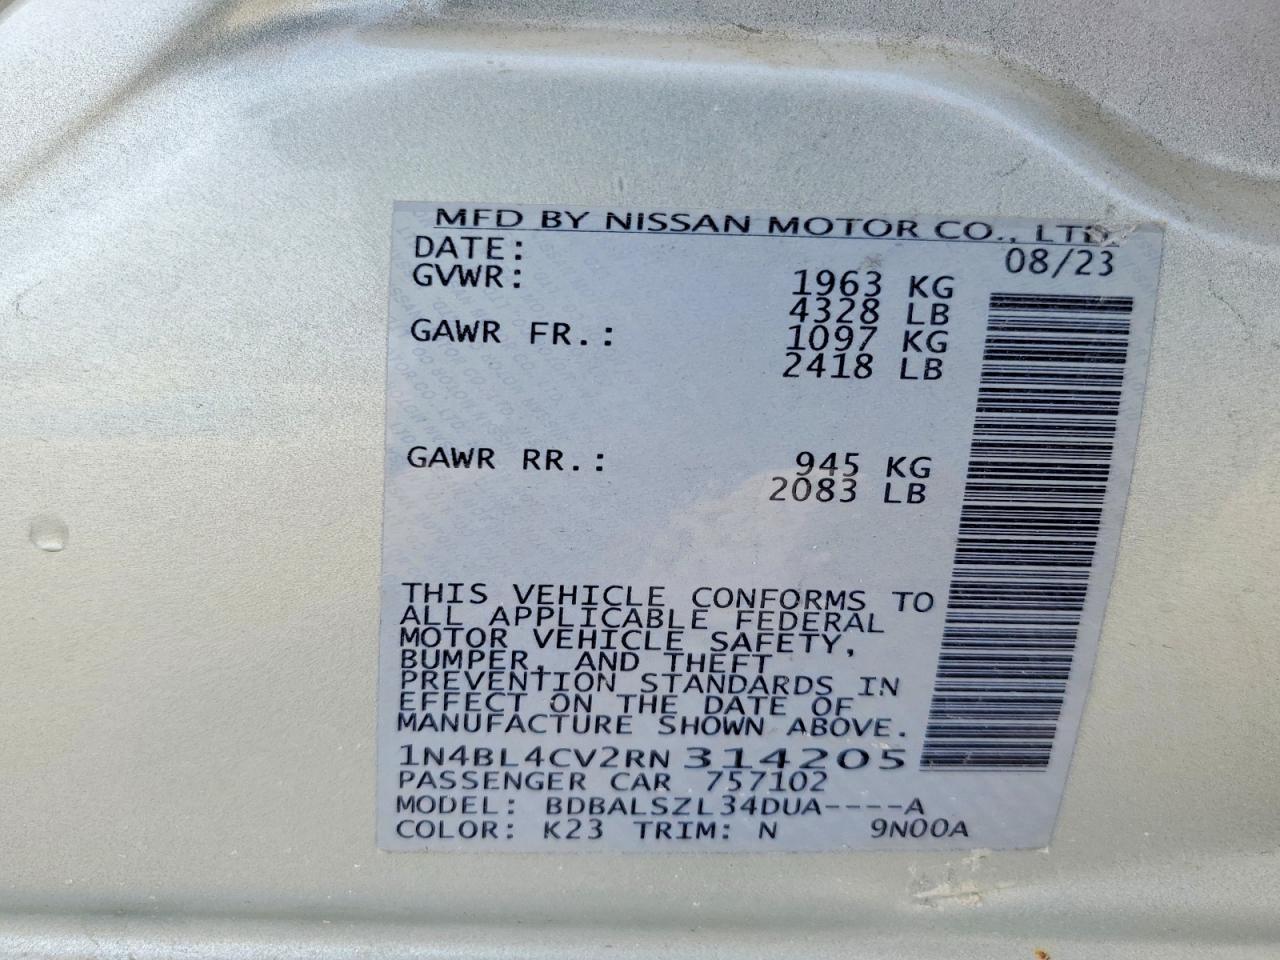 MFD BY NISSAN MOTOR CO., LTD.
DATE: 08/23
GVWR: 1963 KG
4328 LB
GAWR FR.: 1097 KG
2418 LB
GAWR RR.: 945 KG
2083 LB
THIS VEHICLE CONFORMS TO
ALL APPLICABLE FEDERAL
MOTOR VEHICLE SAFETY,
BUMPER, AND THEFT
PREVENTION STANDARDS IN
EFFECT ON THE DATE OF
MANUFACTURE SHOWN ABOVE.
1N4BL4CV2RN314205
PASSENGER CAR 757102
MODEL: BDBALSZL34DUA----A
COLOR: K23 TRIM: N 9N00A